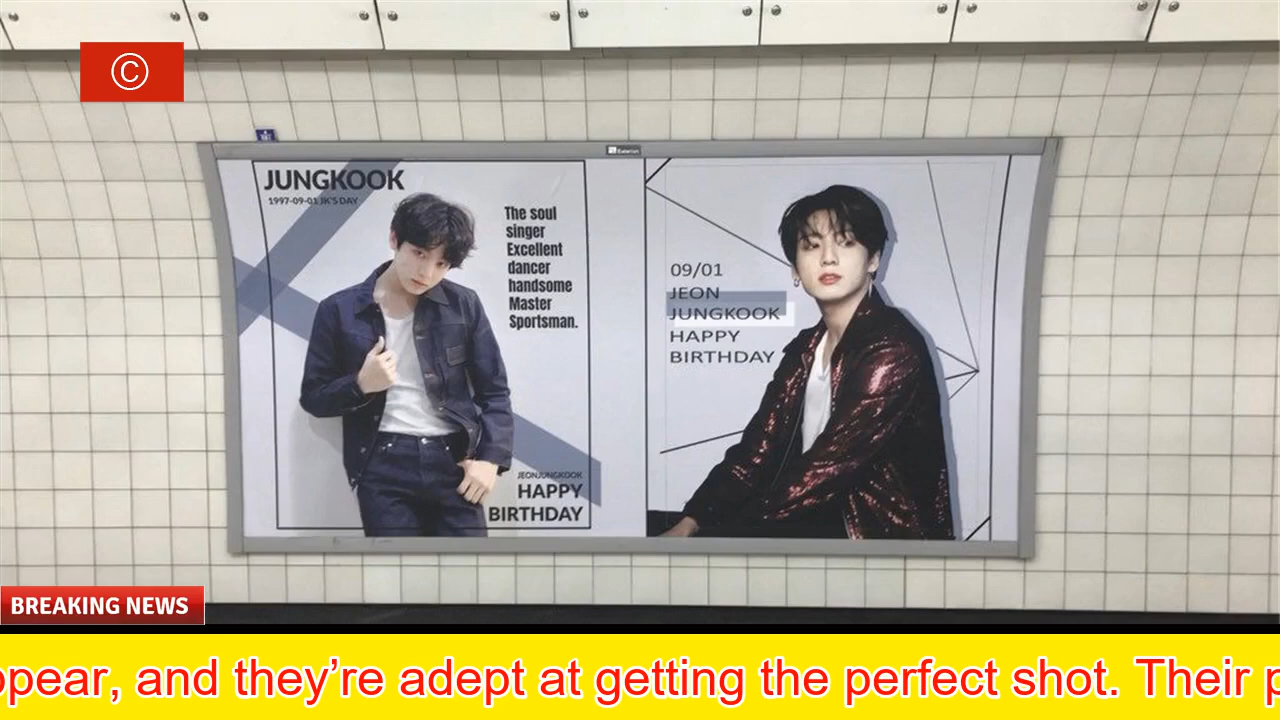 ©
JUNGKOOK
1997-09-01 JK'S DAY
The soul
singer
Excellent
dancer
handsome
Master
Sportsman.
JEONJUNGKOOK
HAPPY
BIRTHDAY
09/01
JEON
JUNGKOOK
HAPPY
BIRTHDAY
BREAKING NEWS
ppear, and they’re adept at getting the perfect shot. Their p